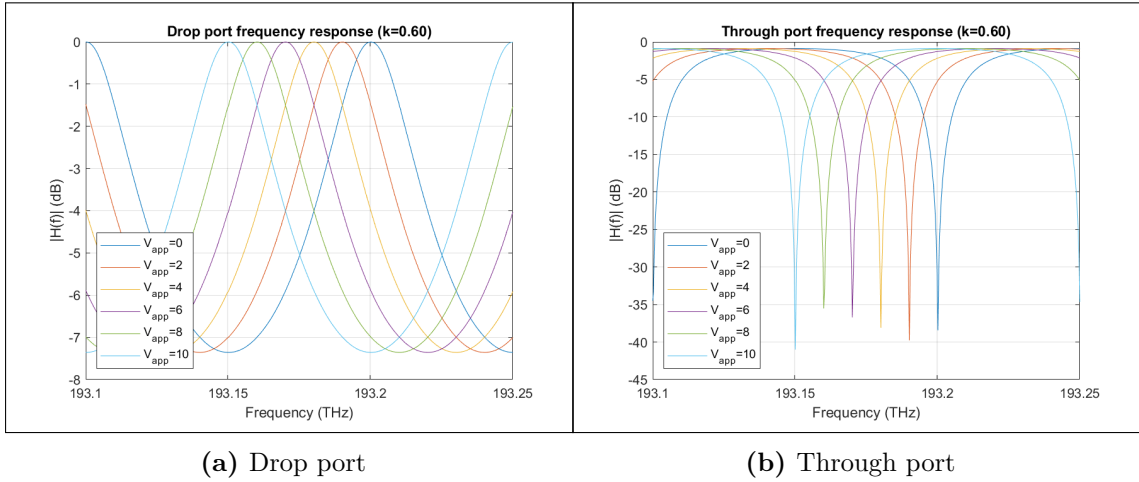 Drop port frequency response (k=0.60)
|H(f)| (dB)
0
-1
-2
-3
-4
-5
-6
-7
-8
V_app=0
V_app=2
V_app=4
V_app=6
V_app=8
V_app=10
193.1
193.15
193.2
193.25
Frequency (THz)
(a) Drop port
Through port frequency response (k=0.60)
|H(f)| (dB)
0
-5
-10
-15
-20
-25
-30
-35
-40
-45
V_app=0
V_app=2
V_app=4
V_app=6
V_app=8
V_app=10
193.1
193.15
193.2
193.25
Frequency (THz)
(b) Through port